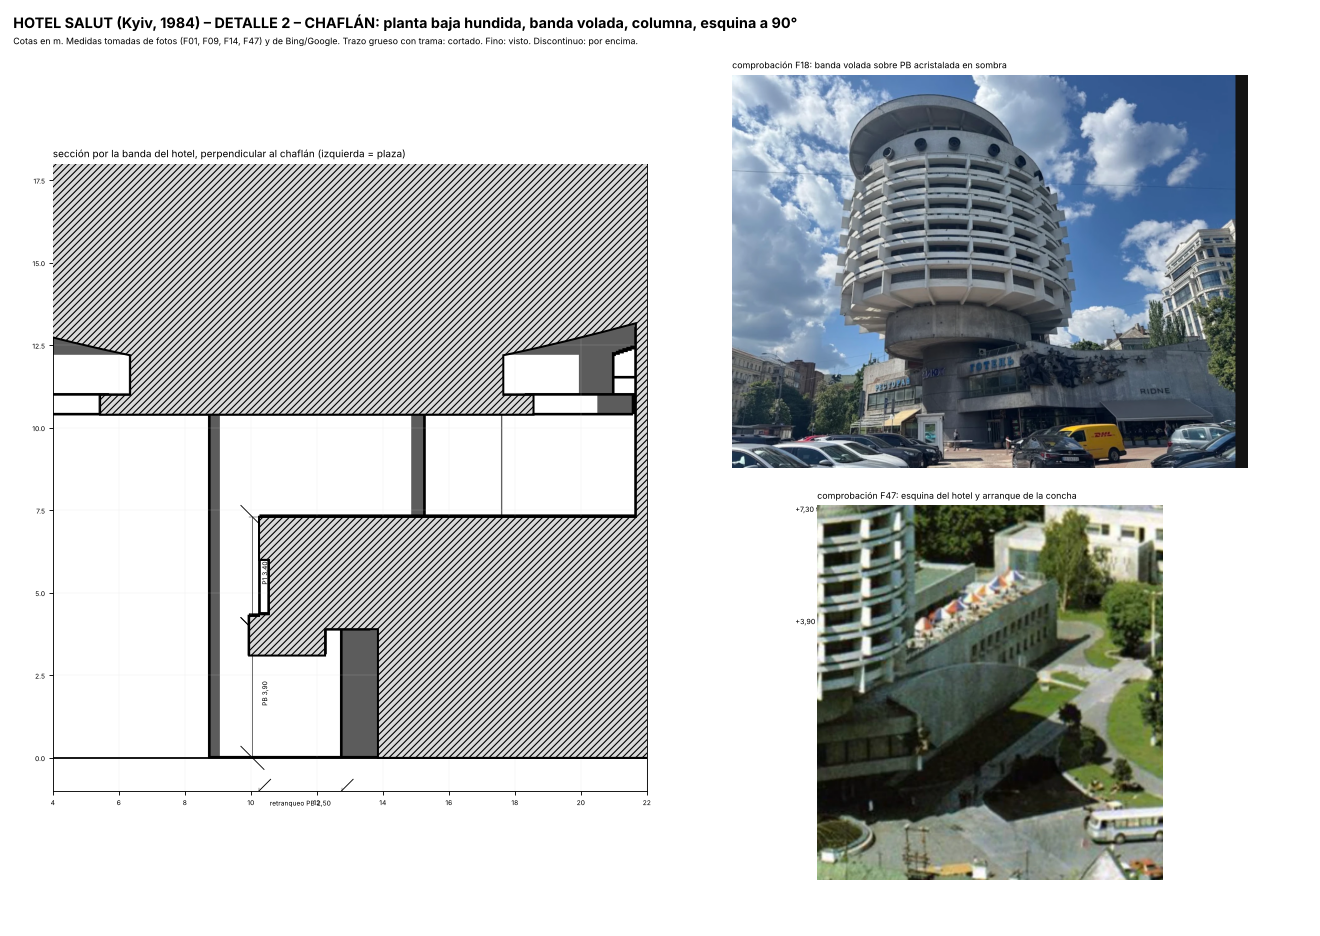 HOTEL SALUT (Kyiv, 1984) – DETALLE 2 – CHAFLÁN: planta baja hundida, banda volada, columna, esquina a 90°
Cotas en m. Medidas tomadas de fotos (F01, F09, F14, F47) y de Bing/Google. Trazo grueso con trama: cortado. Fino: visto. Discontinuo: por encima.
comprobación F18: banda volada sobre PB acristalada en sombra
РЕСТОРАН
ГОТЕЛЬ
RIONE
DHL
sección por la banda del hotel, perpendicular al chaflán (izquierda = plaza)
17.5
15.0
12.5
10.0
7.5
5.0
2.5
0.0
P1 3,40
PB 3,90
4 6 8 10 12 14 16 18 20 22
retranqueo PB 2,50
comprobación F47: esquina del hotel y arranque de la concha
+7,30
+3,90